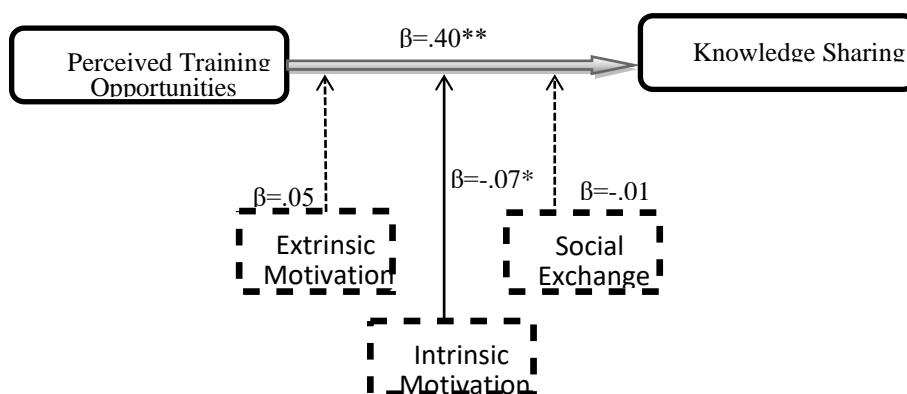 β=.40**
Perceived Training
Opportunities
Knowledge Sharing
β=.05
β=-.07*
β=-.01
Extrinsic
Motivation
Social
Exchange
Intrinsic
Motivation